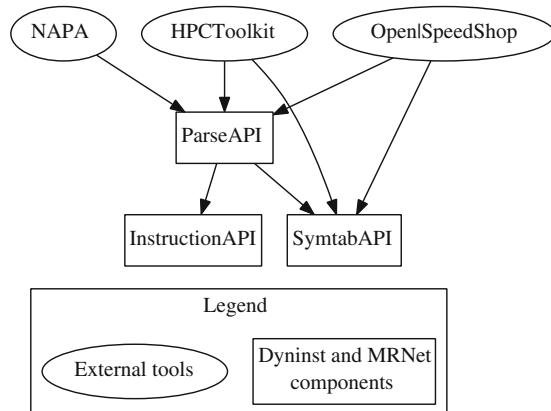 NAPA
HPCToolkit
Open|SpeedShop
ParseAPI
InstructionAPI
SymtabAPI
Legend
External tools
Dyninst and MRNet
components